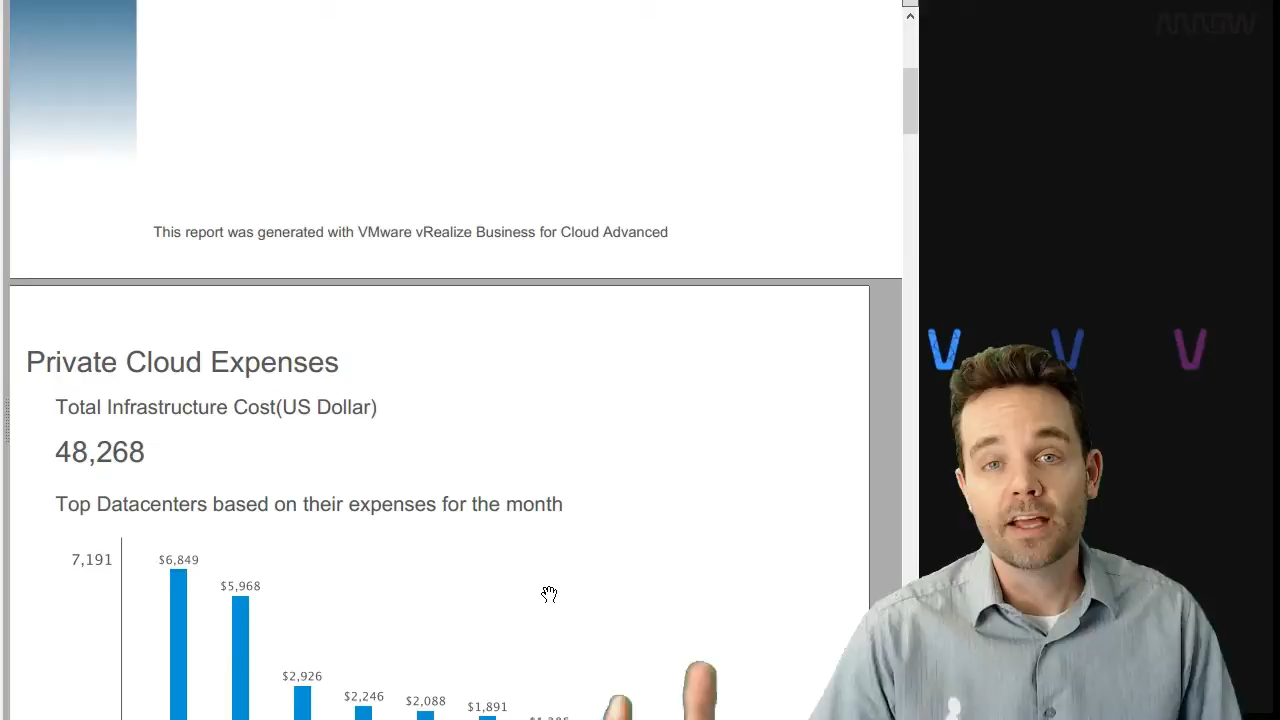 This report was generated with VMware vRealize Business for Cloud Advanced
Private Cloud Expenses
Total Infrastructure Cost(US Dollar)
48,268
Top Datacenters based on their expenses for the month
7,191
$6,849
$5,968
$2,926
$2,246
$2,088
$1,891
V V V